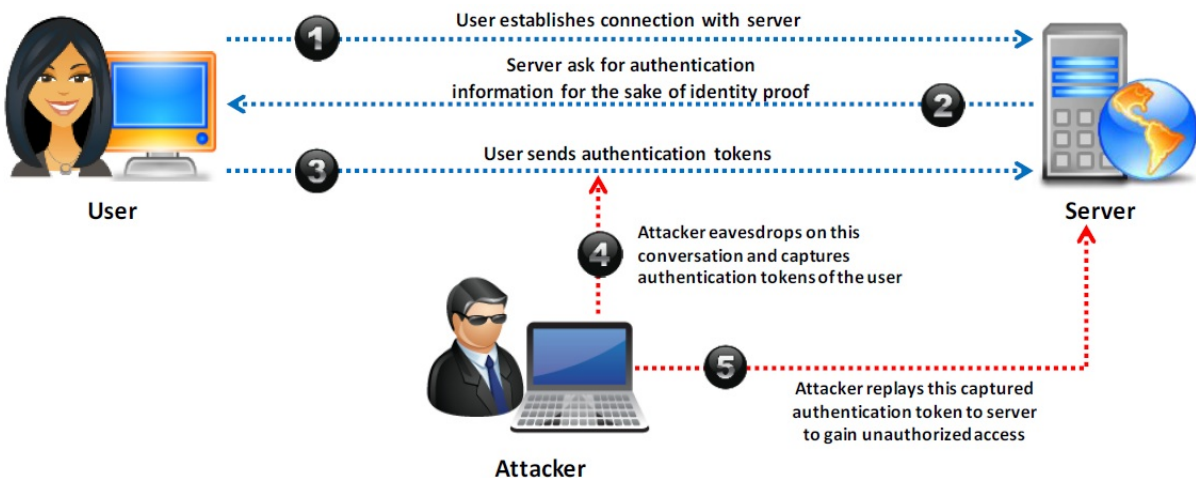 User establishes connection with server
1
Server ask for authentication
information for the sake of identity proof
2
3
User sends authentication tokens
User
Server
4
Attacker eavesdrops on this
conversation and captures
authentication tokens of the user
5
Attacker replays this captured
authentication token to server
to gain unauthorized access
Attacker